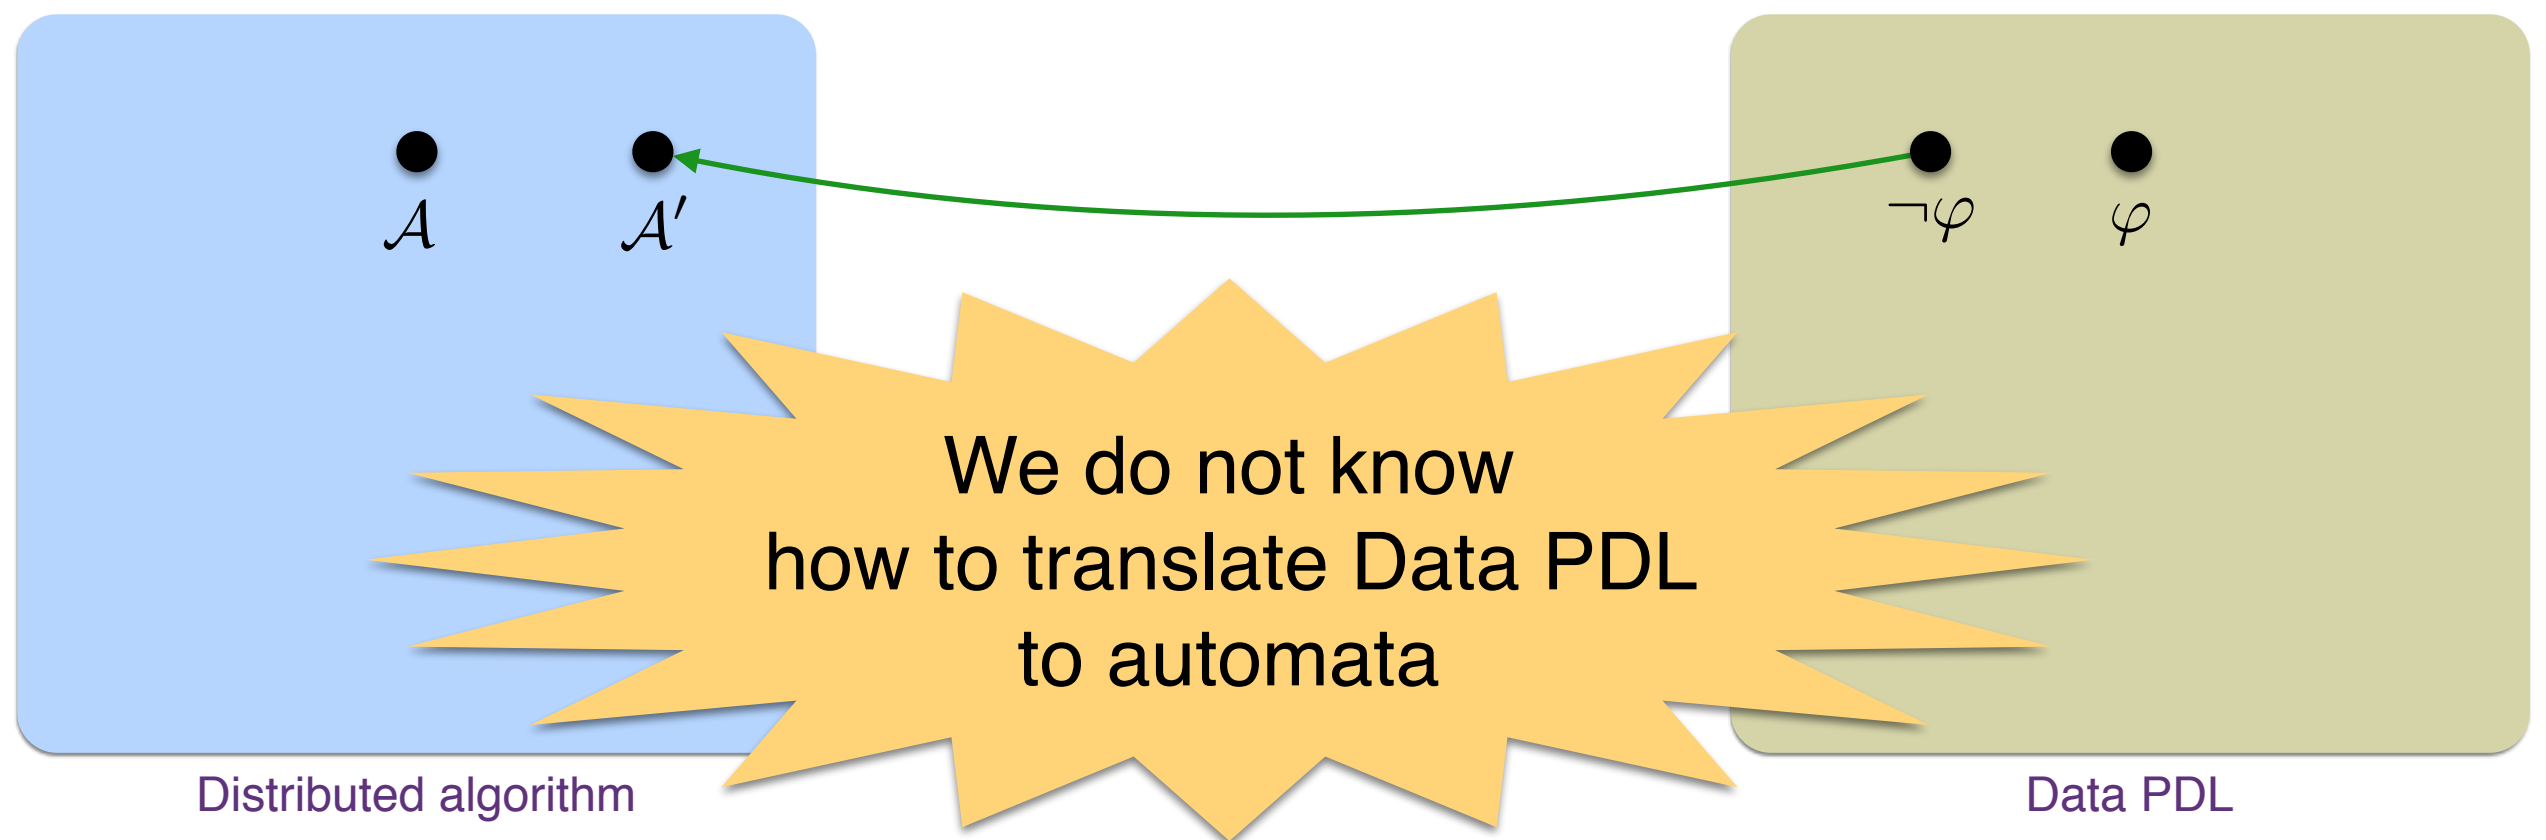 𝒜 𝒜′ ¬φ φ
We do not know
how to translate Data PDL
to automata
Distributed algorithm Data PDL